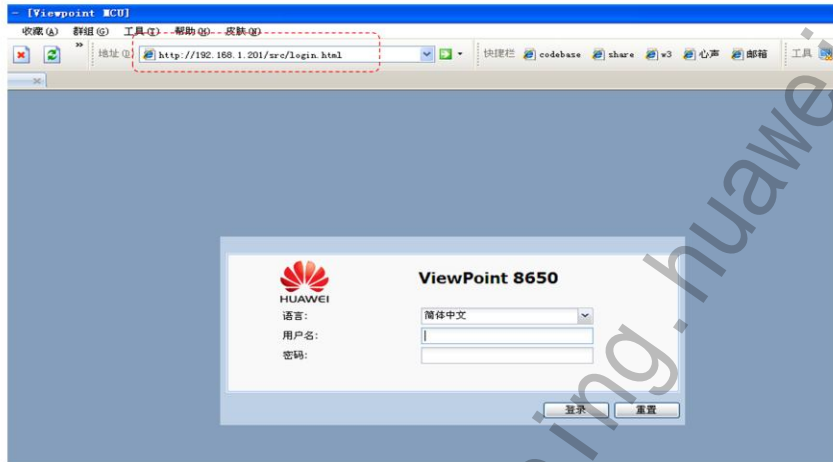 - [Viewpoint MCU]
收藏(A) 群组(G) 工具(T) 帮助(H) 皮肤(W)
» 地址(D) http://192.168.1.201/src/login.html 快捷栏 codebase share w3 心声 邮箱 工具
HUAWEI
ViewPoint 8650
语言: 简体中文
用户名:
密码:
登录 重置
ing.huawe